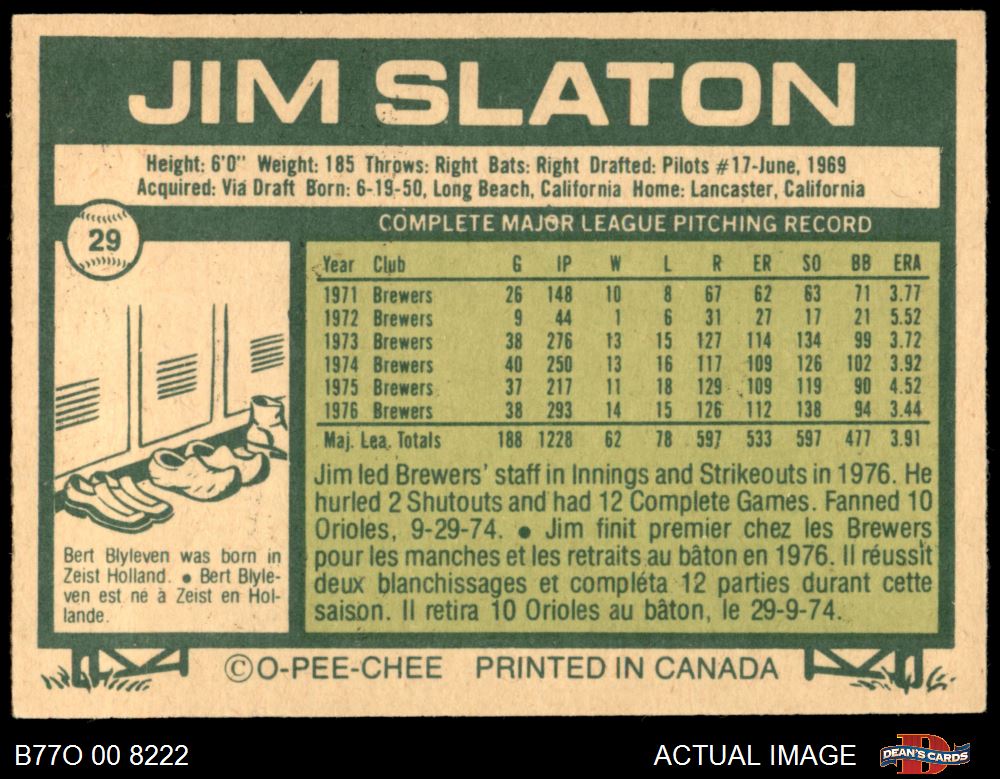 JIM SLATON
Height: 6'0" Weight: 185 Throws: Right Bats: Right Drafted: Pilots #17-June, 1969
Acquired: Via Draft Born: 6-19-50, Long Beach, California Home: Lancaster, California
29
COMPLETE MAJOR LEAGUE PITCHING RECORD
Year Club G IP W L R ER SO BB ERA
1971 Brewers 26 148 10 8 67 62 63 71 3.77
1972 Brewers 9 44 1 6 31 27 17 21 5.52
1973 Brewers 38 276 13 15 127 114 134 99 3.72
1974 Brewers 40 250 13 16 117 109 126 102 3.92
1975 Brewers 37 217 11 18 129 109 119 90 4.52
1976 Brewers 38 293 14 15 126 112 138 94 3.44
Maj. Lea. Totals 188 1228 62 78 597 533 597 477 3.91
Jim led Brewers' staff in Innings and Strikeouts in 1976. He
hurled 2 Shutouts and had 12 Complete Games. Fanned 10
Orioles, 9-29-74. ● Jim finit premier chez les Brewers
pour les manches et les retraits au bâton en 1976. Il réussit
deux blanchissages et compléta 12 parties durant cette
saison. Il retira 10 Orioles au bâton, le 29-9-74.
Bert Blyleven was born in
Zeist Holland. ● Bert Blyle-
ven est né à Zeist en Hol-
lande.
©O-PEE-CHEE PRINTED IN CANADA
B77O 00 8222
ACTUAL IMAGE
DEAN'S CARDS